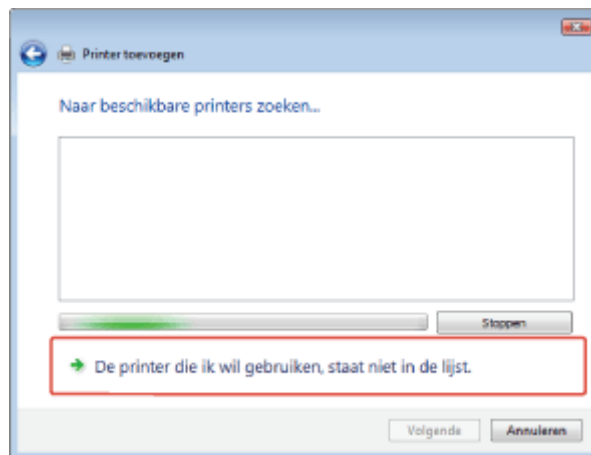 Printer toevoegen
Naar beschikbare printers zoeken...
Stoppen
De printer die ik wil gebruiken, staat niet in de lijst.
Volgende
Annuleren